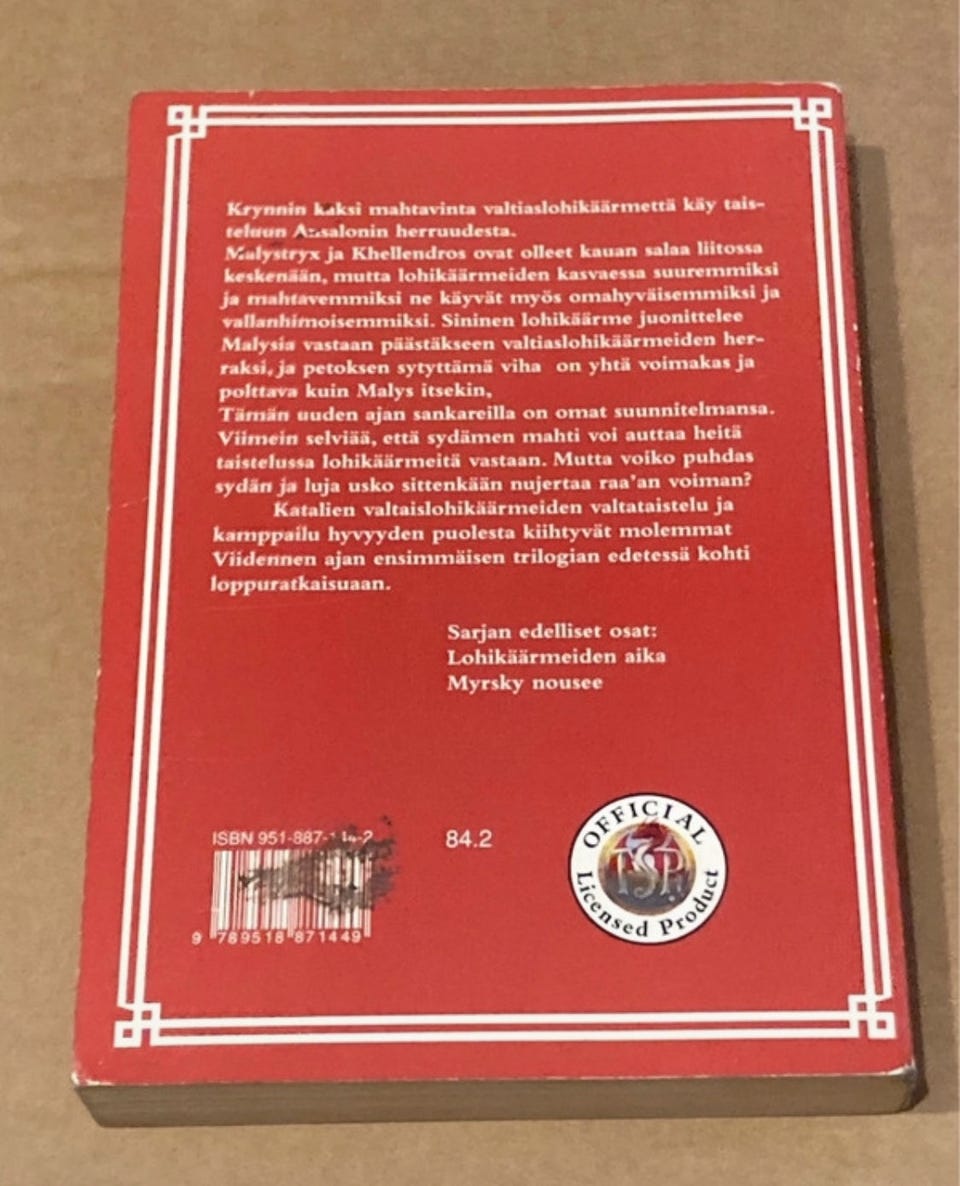 Krynnin kaksi mahtavinta valtiaslohikäärmettä käy tais-
teluun Ansalonin herruudesta.
Malystryx ja Khellendros ovat olleet kauan salaa liitossa
keskenään, mutta lohikäärmeiden kasvaessa suuremmiksi
ja mahtavemmiksi ne käyvät myös omahyväisemmiksi ja
vallanhimoisemmiksi. Sininen lohikäärme juonittelee
Malysia vastaan päästäkseen valtiaslohikäärmeiden her-
raksi, ja petoksen sytyttämä viha on yhtä voimakas ja
polttava kuin Malys itsekin,
Tämän uuden ajan sankareilla on omat suunnitelmansa.
Viimein selviää, että sydämen mahti voi auttaa heitä
taistelussa lohikäärmeitä vastaan. Mutta voiko puhdas
sydän ja luja usko sittenkään nujertaa raa'an voiman?
Katalien valtaislohikäärmeiden valtataistelu ja
kamppailu hyvyyden puolesta kiihtyvät molemmat
Viidennen ajan ensimmäisen trilogian edetessä kohti
loppuratkaisuaan.
Sarjan edelliset osat:
Lohikäärmeiden aika
Myrsky nousee
ISBN 951-887-144-2
84.2
9 789518 871449
OFFICIAL
TSR
Licensed Product